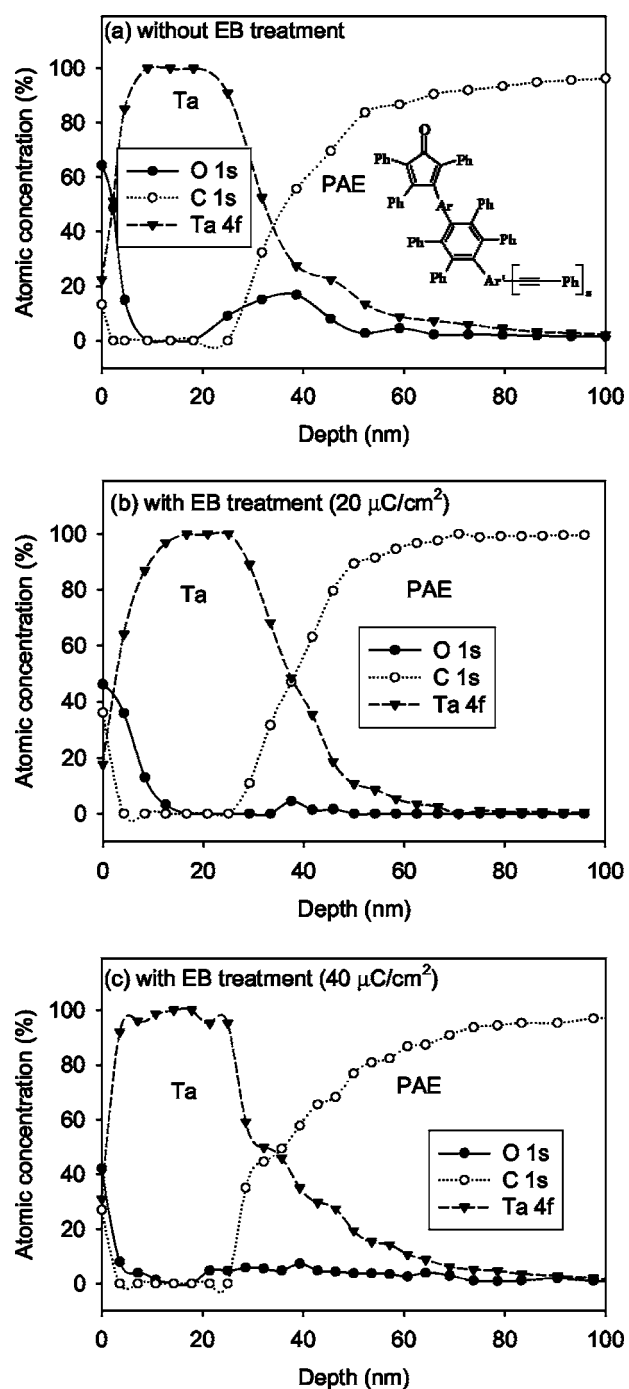 (a) without EB treatment
Atomic concentration (%)
100
80
60
40
20
0
Ta
O 1s
C 1s
Ta 4f
PAE
O
Ph
Ph
Ph
Ar
Ph
Ph
Ph
Ph
Ph
Ar'
Ph
0 20 40 60 80 100
Depth (nm)
(b) with EB treatment (20 μC/cm²)
Atomic concentration (%)
100
80
60
40
20
0
Ta
PAE
O 1s
C 1s
Ta 4f
0 20 40 60 80 100
Depth (nm)
(c) with EB treatment (40 μC/cm²)
Atomic concentration (%)
100
80
60
40
20
0
Ta
PAE
O 1s
C 1s
Ta 4f
0 20 40 60 80 100
Depth (nm)